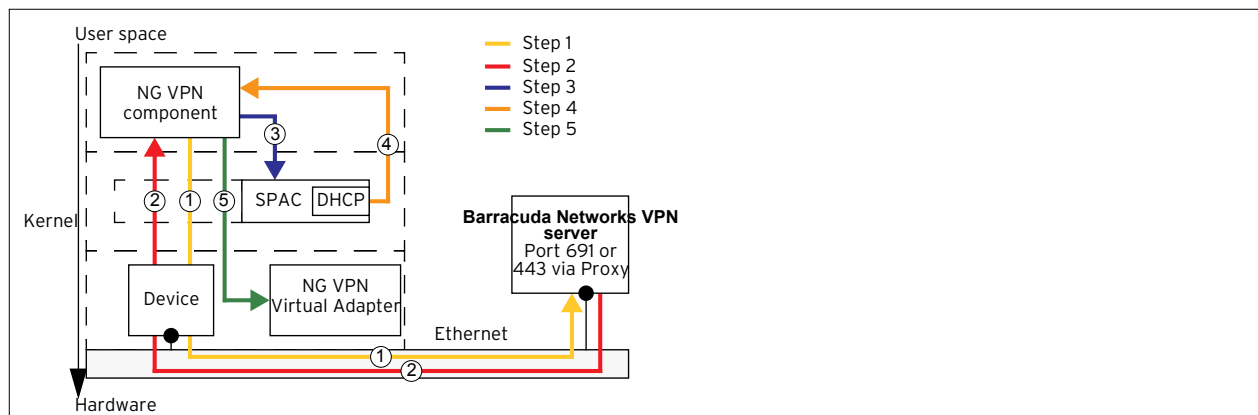 User space
Step 1
Step 2
Step 3
Step 4
Step 5
NG VPN
component
3
4
2
1
5
SPAC
DHCP
Kernel
Barracuda Networks VPN
server
Port 691 or
443 via Proxy
Device
NG VPN
Virtual Adapter
Ethernet
1
2
Hardware